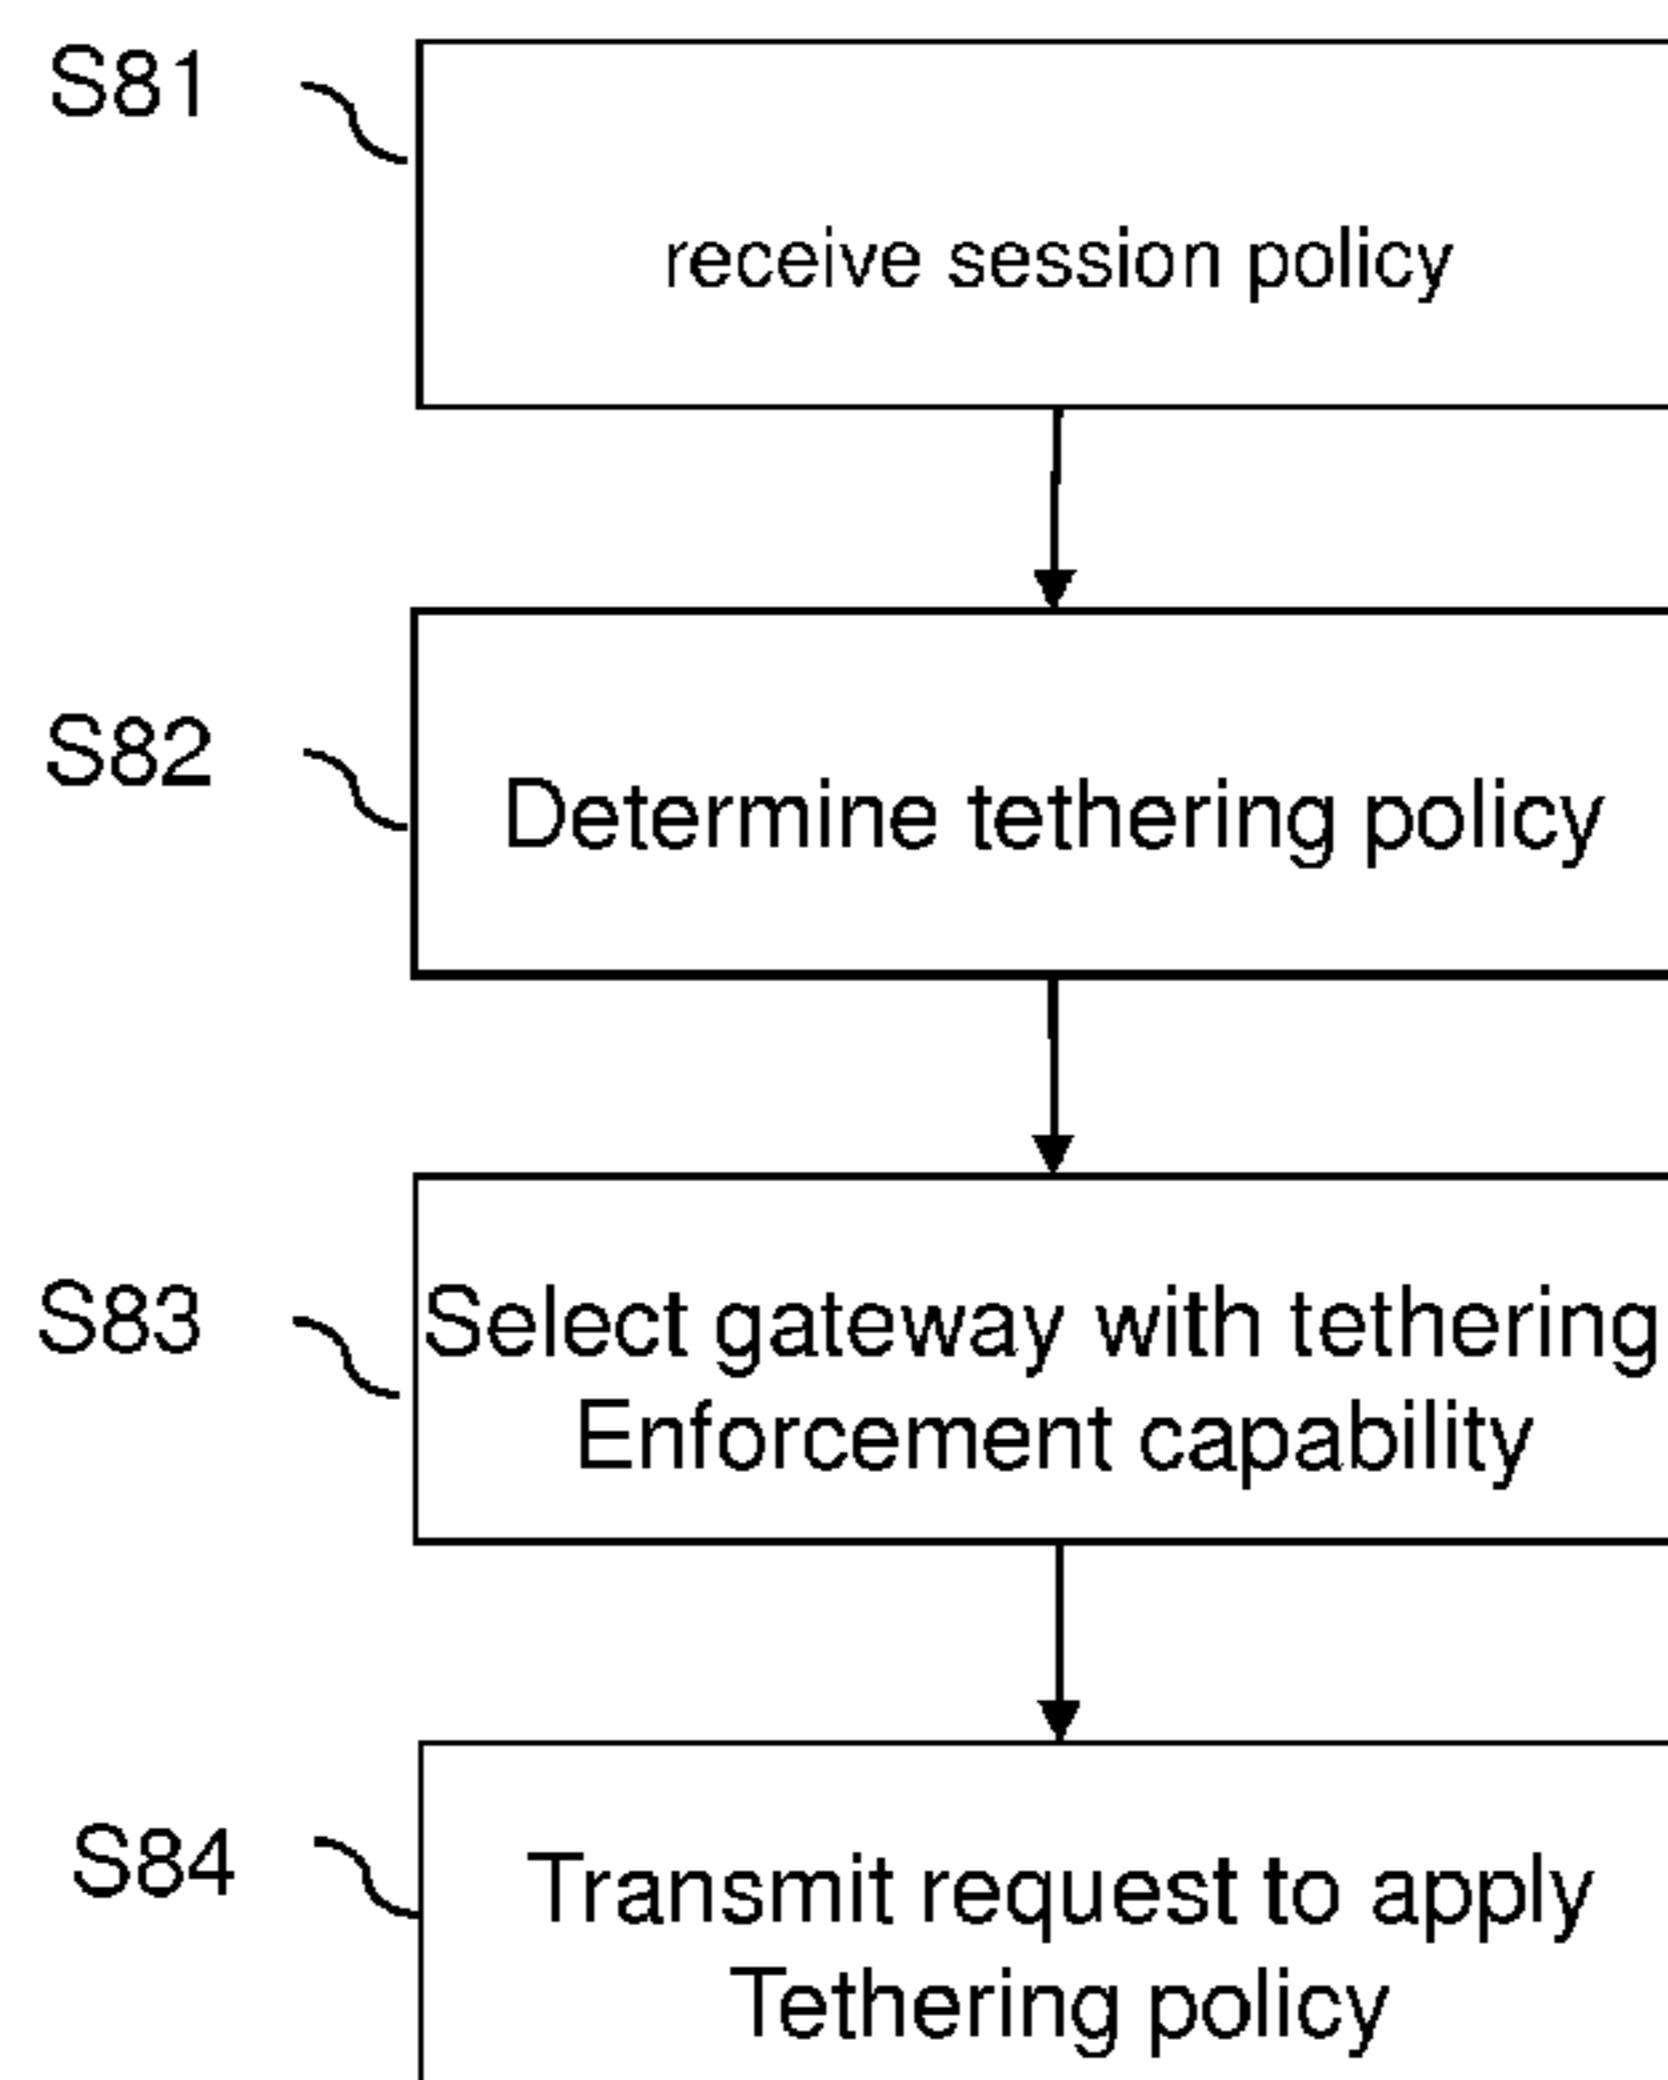 S81
receive session policy
S82
Determine tethering policy
S83
Select gateway with tethering
Enforcement capability
S84
Transmit request to apply
Tethering policy